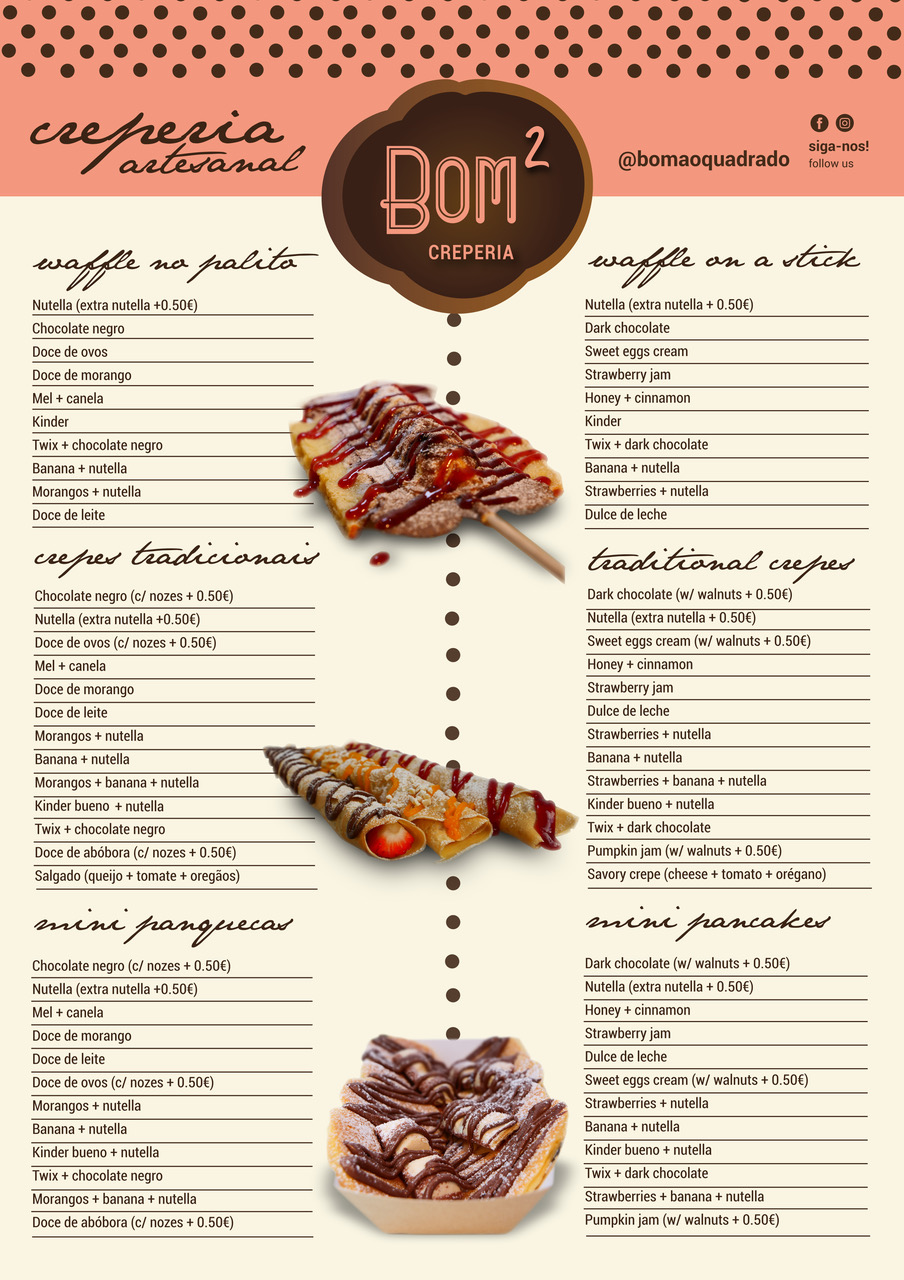 creperia
artesanal
BOM²
CREPERIA
@bomaoquadrado
siga-nos!
follow us
waffle no palito
Nutella (extra nutella +0.50€)
Chocolate negro
Doce de ovos
Doce de morango
Mel + canela
Kinder
Twix + chocolate negro
Banana + nutella
Morangos + nutella
Doce de leite
crepes tradicionais
Chocolate negro (c/ nozes + 0.50€)
Nutella (extra nutella +0.50€)
Doce de ovos (c/ nozes + 0.50€)
Mel + canela
Doce de morango
Doce de leite
Morangos + nutella
Banana + nutella
Morangos + banana + nutella
Kinder bueno + nutella
Twix + chocolate negro
Doce de abóbora (c/ nozes + 0.50€)
Salgado (queijo + tomate + oregãos)
mini panquecas
Chocolate negro (c/ nozes + 0.50€)
Nutella (extra nutella +0.50€)
Mel + canela
Doce de morango
Doce de leite
Doce de ovos (c/ nozes + 0.50€)
Morangos + nutella
Banana + nutella
Kinder bueno + nutella
Twix + chocolate negro
Morangos + banana + nutella
Doce de abóbora (c/ nozes + 0.50€)
waffle on a stick
Nutella (extra nutella + 0.50€)
Dark chocolate
Sweet eggs cream
Strawberry jam
Honey + cinnamon
Kinder
Twix + dark chocolate
Banana + nutella
Strawberries + nutella
Dulce de leche
traditional crepes
Dark chocolate (w/ walnuts + 0.50€)
Nutella (extra nutella + 0.50€)
Sweet eggs cream (w/ walnuts + 0.50€)
Honey + cinnamon
Strawberry jam
Dulce de leche
Strawberries + nutella
Banana + nutella
Strawberries + banana + nutella
Kinder bueno + nutella
Twix + dark chocolate
Pumpkin jam (w/ walnuts + 0.50€)
Savory crepe (cheese + tomato + orégano)
mini pancakes
Dark chocolate (w/ walnuts + 0.50€)
Nutella (extra nutella + 0.50€)
Honey + cinnamon
Strawberry jam
Dulce de leche
Sweet eggs cream (w/ walnuts + 0.50€)
Strawberries + nutella
Banana + nutella
Kinder bueno + nutella
Twix + dark chocolate
Strawberries + banana + nutella
Pumpkin jam (w/ walnuts + 0.50€)